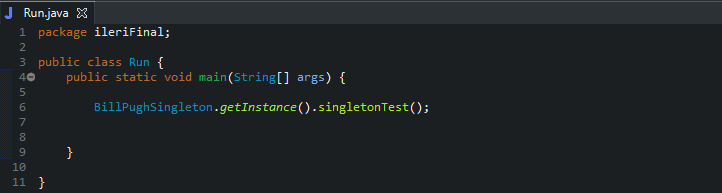 Run.java
1 package ileriFinal;
2
3 public class Run {
4 public static void main(String[] args) {
5
6 BillPughSingleton.getInstance().singletonTest();
7
8
9 }
10
11 }